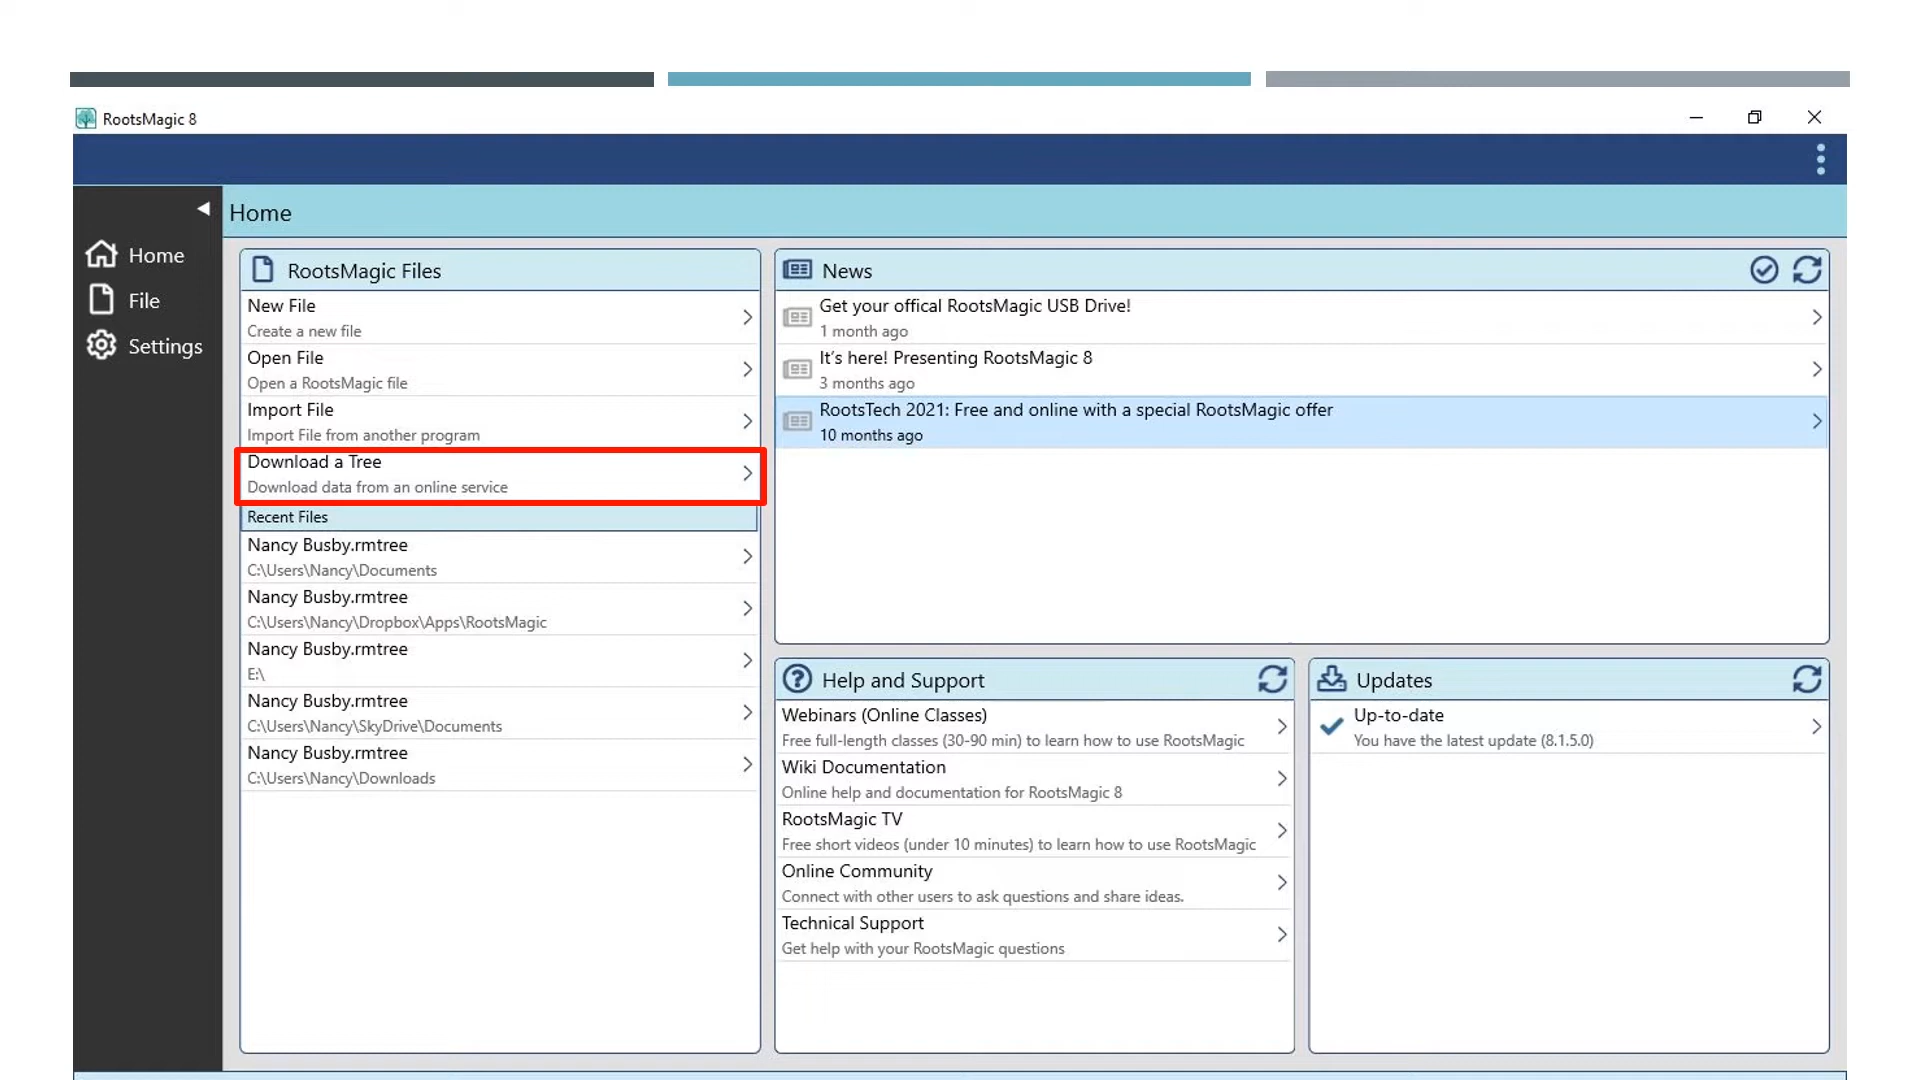 RootsMagic 8
Home
Home
File
Settings
RootsMagic Files
New File
Create a new file
Open File
Open a RootsMagic file
Import File
Import File from another program
Download a Tree
Download data from an online service
Recent Files
Nancy Busby.rmtree
C:\Users\Nancy\Documents
Nancy Busby.rmtree
C:\Users\Nancy\Dropbox\Apps\RootsMagic
Nancy Busby.rmtree
E:\
Nancy Busby.rmtree
C:\Users\Nancy\SkyDrive\Documents
Nancy Busby.rmtree
C:\Users\Nancy\Downloads
News
Get your offical RootsMagic USB Drive!
1 month ago
It's here! Presenting RootsMagic 8
3 months ago
RootsTech 2021: Free and online with a special RootsMagic offer
10 months ago
Help and Support
Webinars (Online Classes)
Free full-length classes (30-90 min) to learn how to use RootsMagic
Wiki Documentation
Online help and documentation for RootsMagic 8
RootsMagic TV
Free short videos (under 10 minutes) to learn how to use RootsMagic
Online Community
Connect with other users to ask questions and share ideas.
Technical Support
Get help with your RootsMagic questions
Updates
Up-to-date
You have the latest update (8.1.5.0)